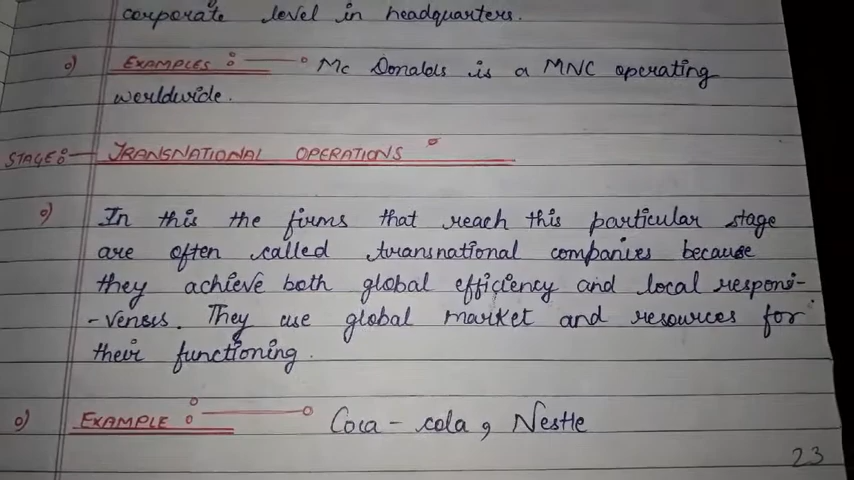 corporate level in headquarters.
o) EXAMPLES :—o Mc Donalds is a MNC operating
worldwide.
STAGE:— TRANSNATIONAL OPERATIONS
o) In this the firms that reach this particular stage
are often called transnational companies because
they achieve both global efficiency and local responsi-
-venesis. They use global market and resources for
their functioning.
o) EXAMPLE :—o Coca - cola, Nestle
23